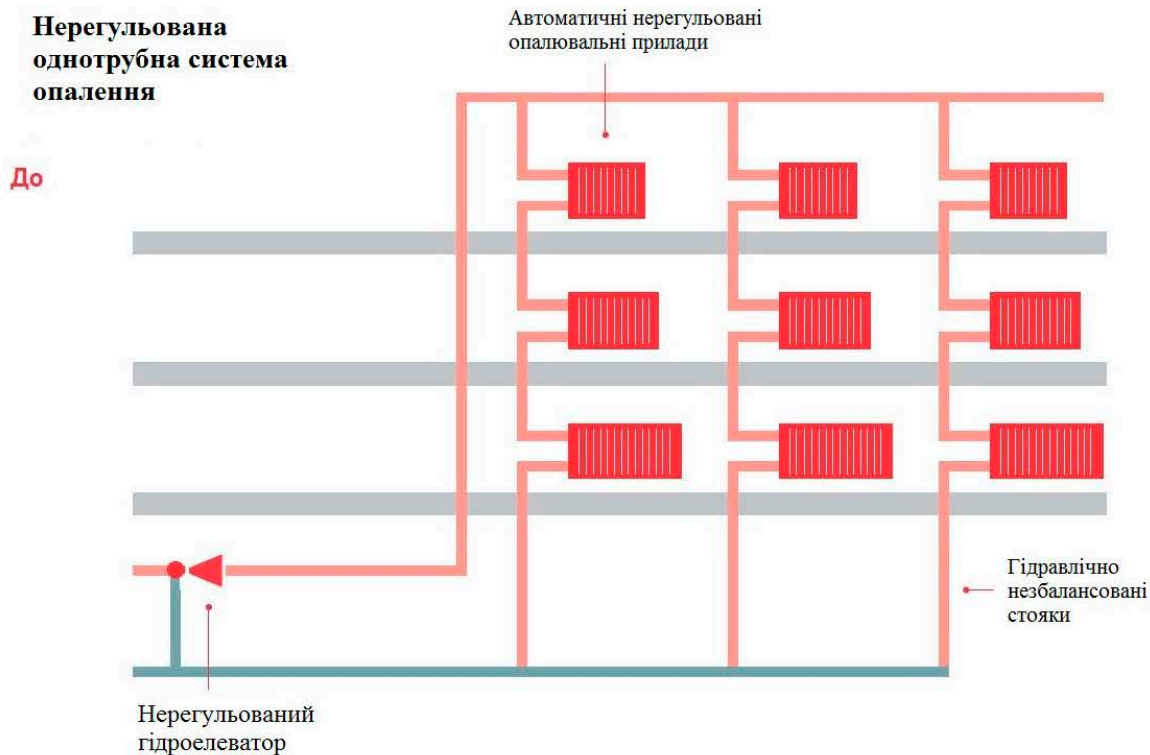 Нерегульована
однотрубна система
опалення
Автоматичні нерегульовані
опалювальні прилади
До
Гідравлічно
незбалансовані
стояки
Нерегульований
гідроелеватор